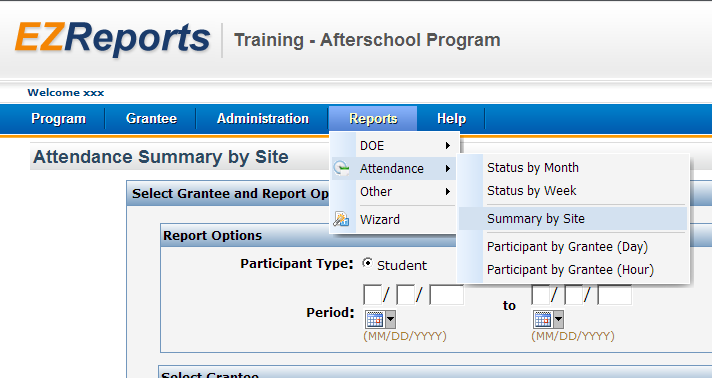 EZReports Training - Afterschool Program
Welcome xxx
Program Grantee Administration Reports Help
Attendance Summary by Site
DOE
Attendance
Other
Wizard
Status by Month
Status by Week
Summary by Site
Participant by Grantee (Day)
Participant by Grantee (Hour)
Select Grantee and Report Op
Report Options
Participant Type: Student
Period: / / to / /
(MM/DD/YYYY) (MM/DD/YYYY)
Select Grantee